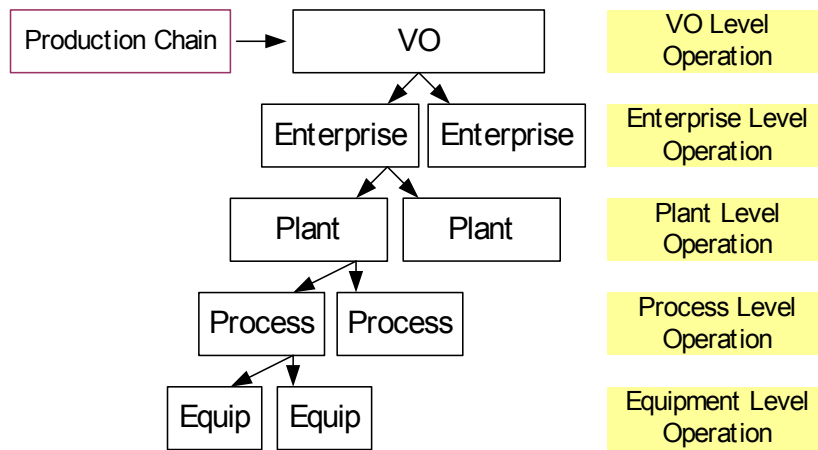 Production Chain
VO
VO Level
Operation
Enterprise
Enterprise
Enterprise Level
Operation
Plant
Plant
Plant Level
Operation
Process
Process
Process Level
Operation
Equip
Equip
Equipment Level
Operation